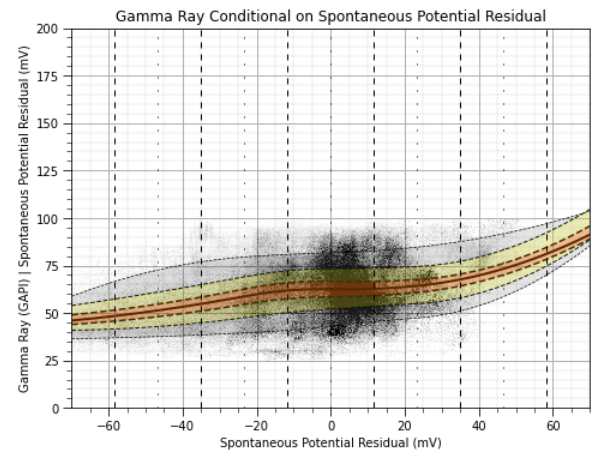 Gamma Ray Conditional on Spontaneous Potential Residual
Gamma Ray (GAPI) | Spontaneous Potential Residual (mV)
200
175
150
125
100
75
50
25
0
−60 −40 −20 0 20 40 60
Spontaneous Potential Residual (mV)